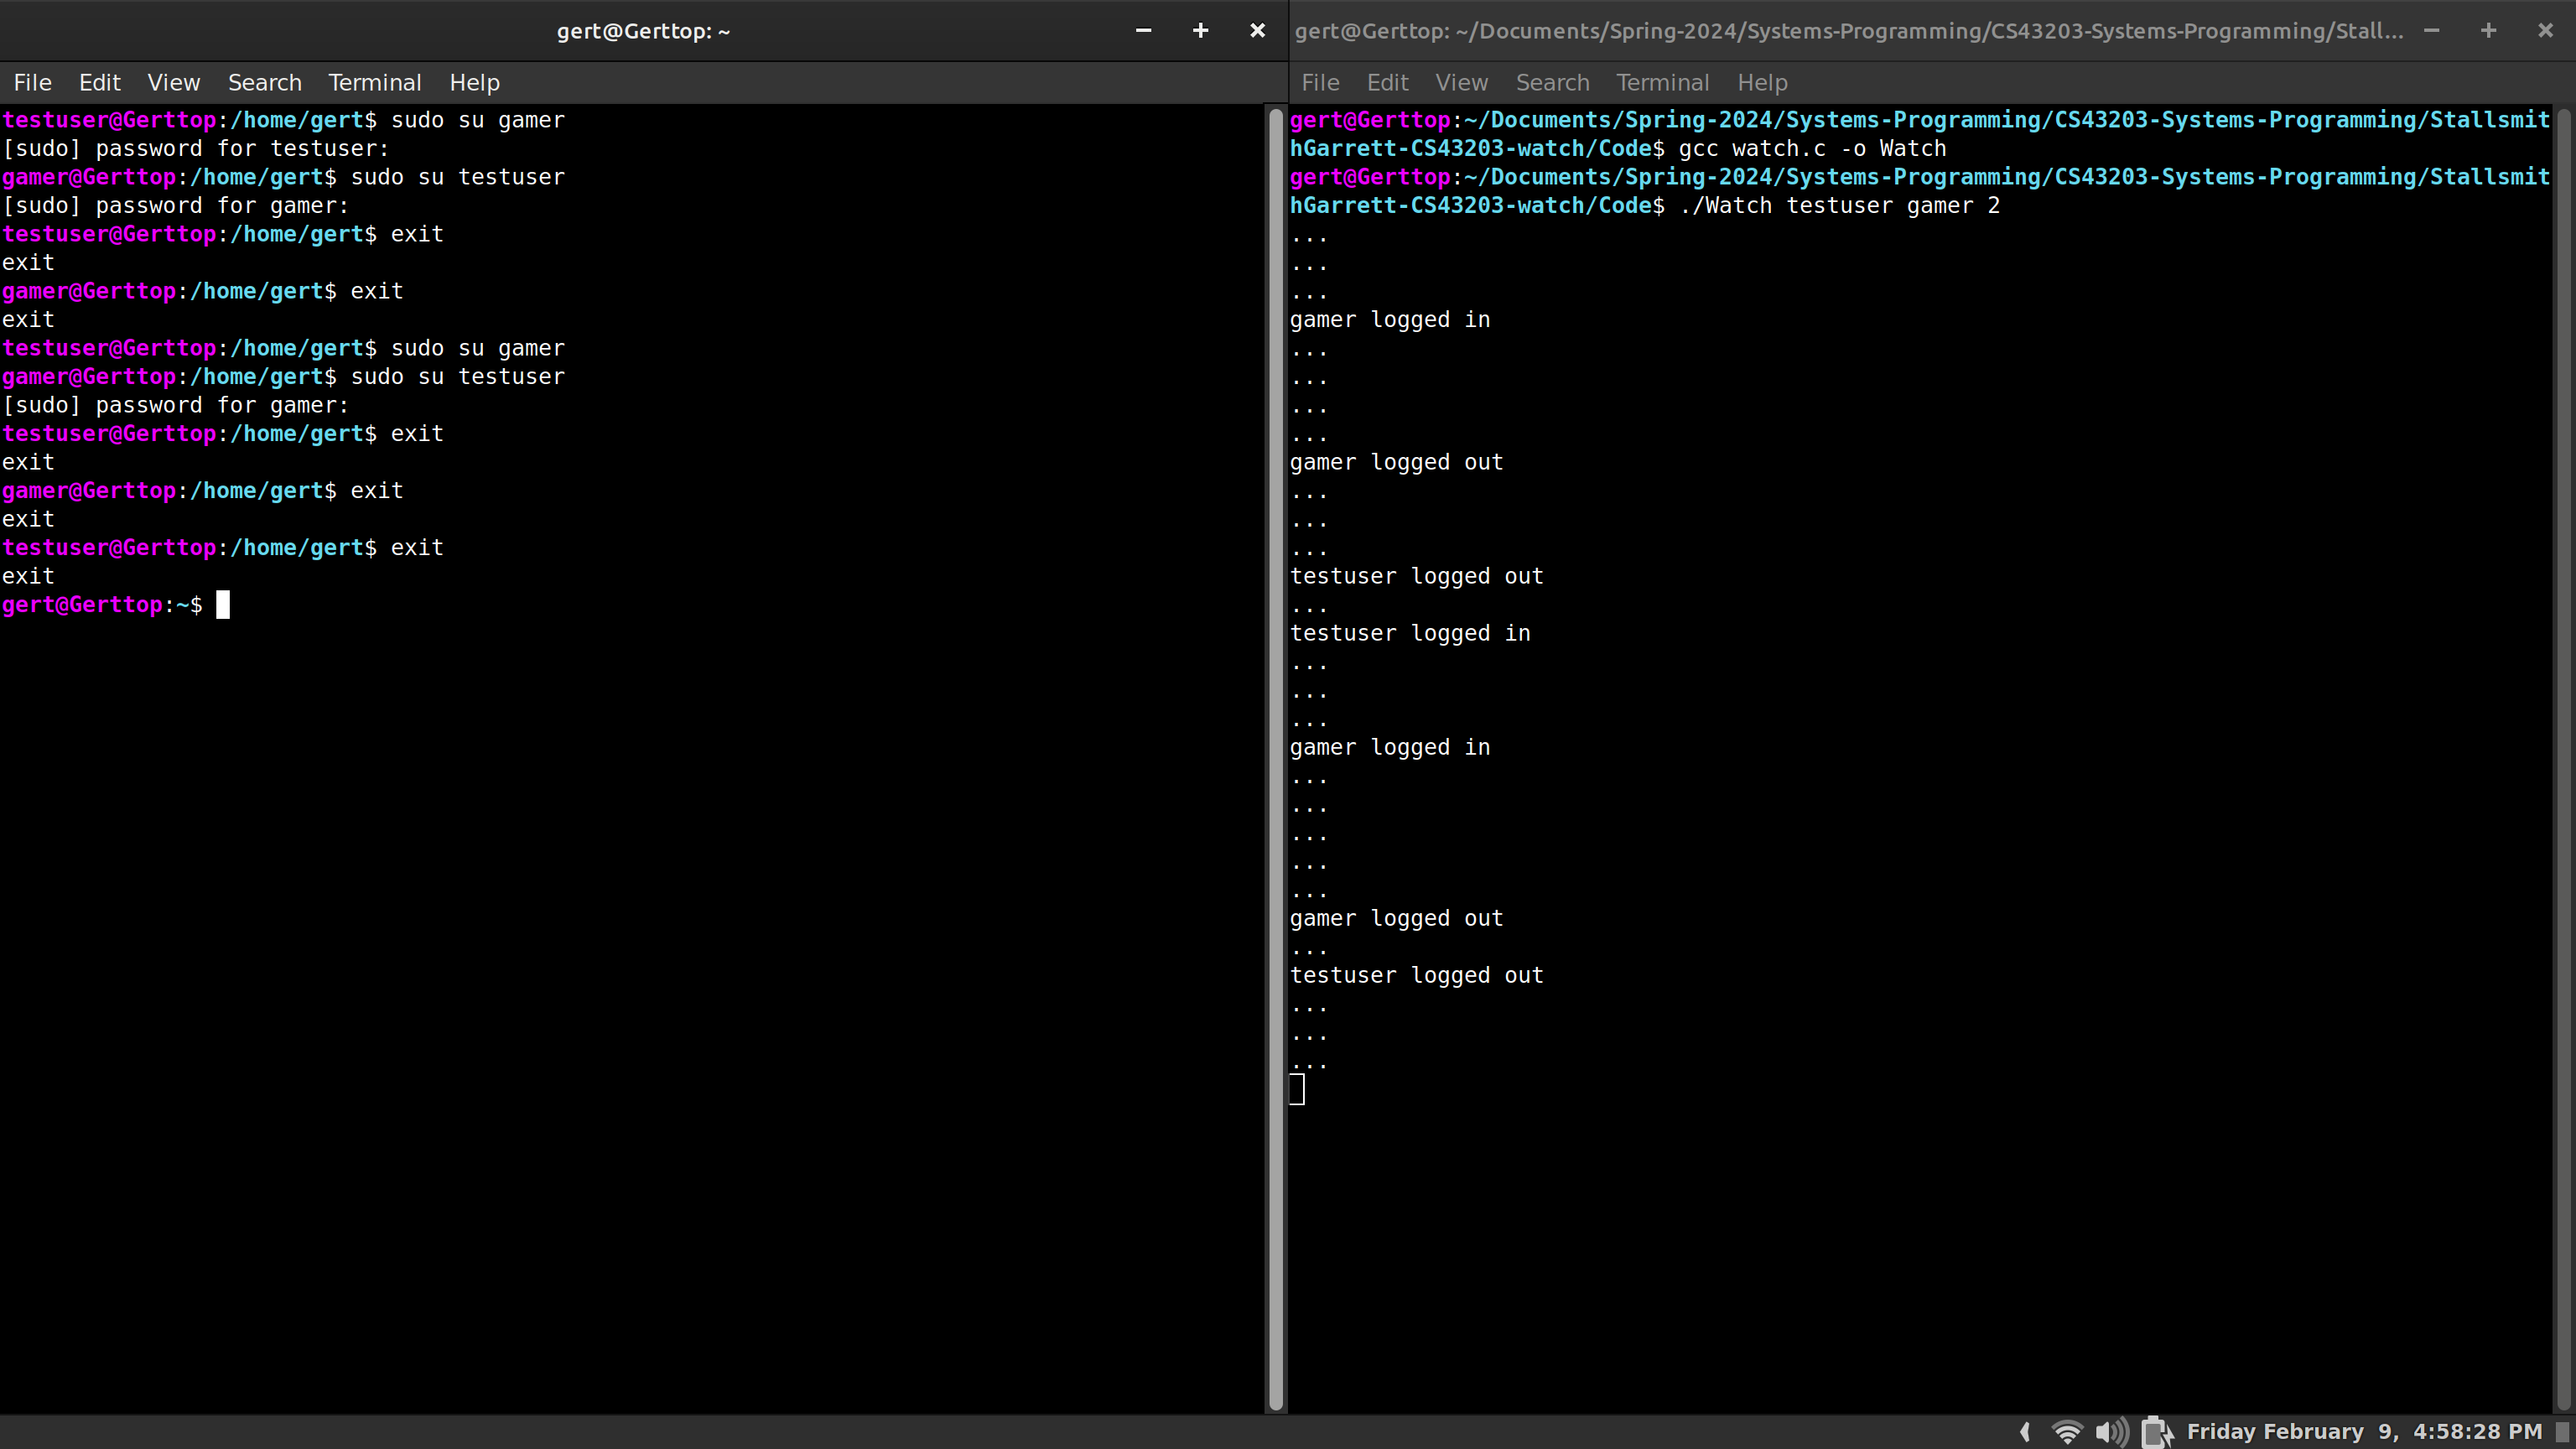 gert@Gerttop: ~
File Edit View Search Terminal Help
testuser@Gerttop:/home/gert$ sudo su gamer
[sudo] password for testuser:
gamer@Gerttop:/home/gert$ sudo su testuser
[sudo] password for gamer:
testuser@Gerttop:/home/gert$ exit
exit
gamer@Gerttop:/home/gert$ exit
exit
testuser@Gerttop:/home/gert$ sudo su gamer
gamer@Gerttop:/home/gert$ sudo su testuser
[sudo] password for gamer:
testuser@Gerttop:/home/gert$ exit
exit
gamer@Gerttop:/home/gert$ exit
exit
testuser@Gerttop:/home/gert$ exit
exit
gert@Gerttop:~$
gert@Gerttop: ~/Documents/Spring-2024/Systems-Programming/CS43203-Systems-Programming/Stall...
File Edit View Search Terminal Help
gert@Gerttop:~/Documents/Spring-2024/Systems-Programming/CS43203-Systems-Programming/Stallsmit
hGarrett-CS43203-watch/Code$ gcc watch.c -o Watch
gert@Gerttop:~/Documents/Spring-2024/Systems-Programming/CS43203-Systems-Programming/Stallsmit
hGarrett-CS43203-watch/Code$ ./Watch testuser gamer 2
...
...
...
gamer logged in
...
...
...
...
gamer logged out
...
...
...
testuser logged out
...
testuser logged in
...
...
...
gamer logged in
...
...
...
...
...
gamer logged out
...
testuser logged out
...
...
...
Friday February 9, 4:58:28 PM